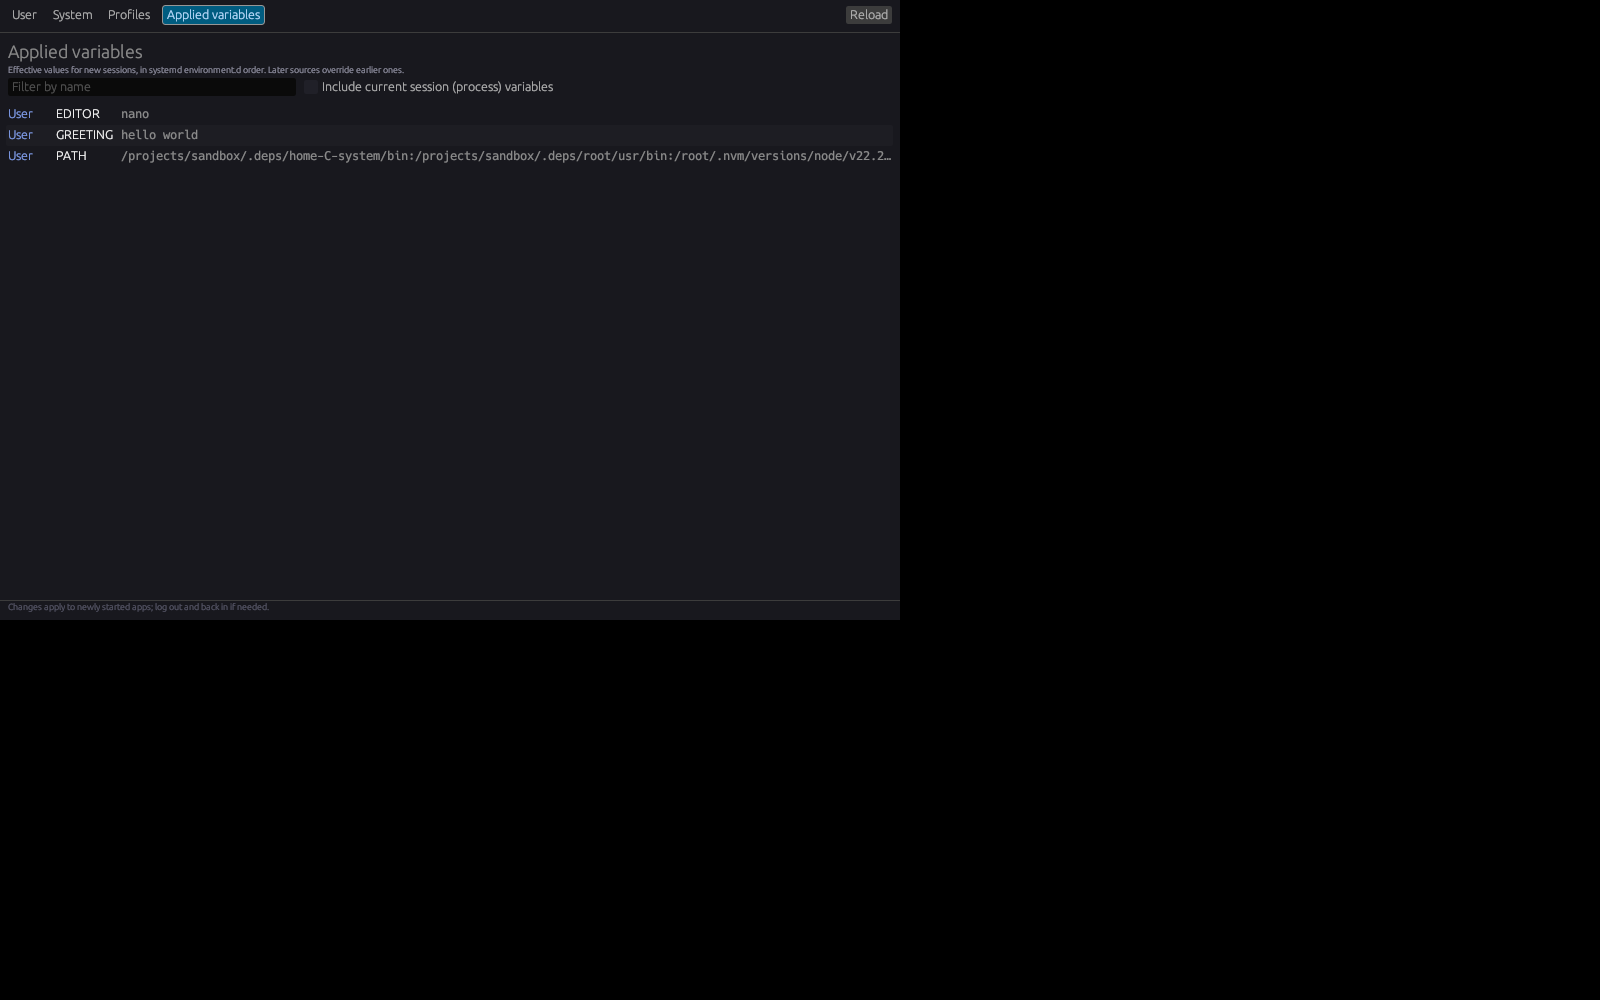 User System Profiles Applied variables Reload
Applied variables
Effective values for new sessions, in systemd environment.d order. Later sources override earlier ones.
Filter by name Include current session (process) variables
User EDITOR nano
User GREETING hello world
User PATH /projects/sandbox/.deps/home-C-system/bin:/projects/sandbox/.deps/root/usr/bin:/root/.nvm/versions/node/v22.2…
Changes apply to newly started apps; log out and back in if needed.